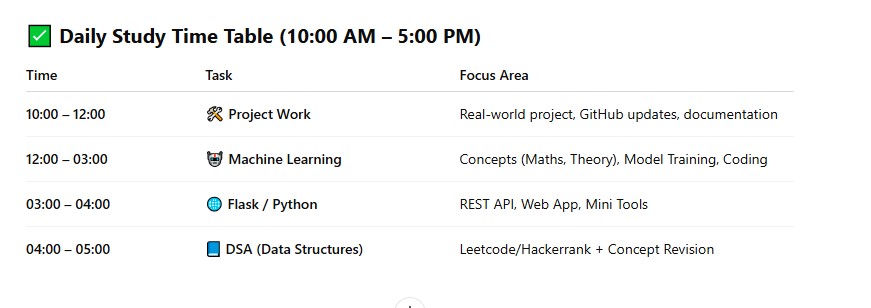 ✅ Daily Study Time Table (10:00 AM – 5:00 PM)
Time Task Focus Area
10:00 – 12:00 🛠 Project Work Real-world project, GitHub updates, documentation
12:00 – 03:00 🤖 Machine Learning Concepts (Maths, Theory), Model Training, Coding
03:00 – 04:00 🌐 Flask / Python REST API, Web App, Mini Tools
04:00 – 05:00 📘 DSA (Data Structures) Leetcode/Hackerrank + Concept Revision